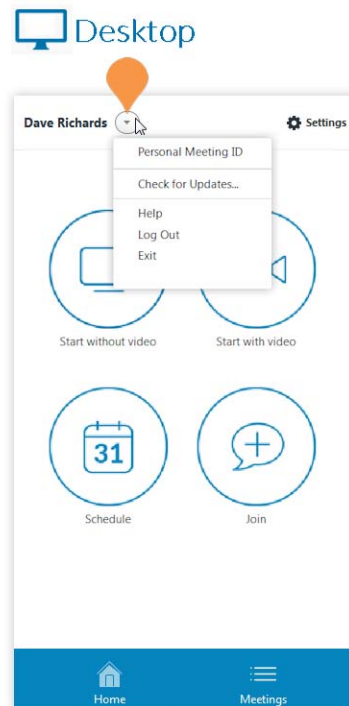 Desktop
Dave Richards
Settings
Personal Meeting ID
Check for Updates...
Help
Log Out
Exit
Start without video
Start with video
31
Schedule
Join
Home
Meetings